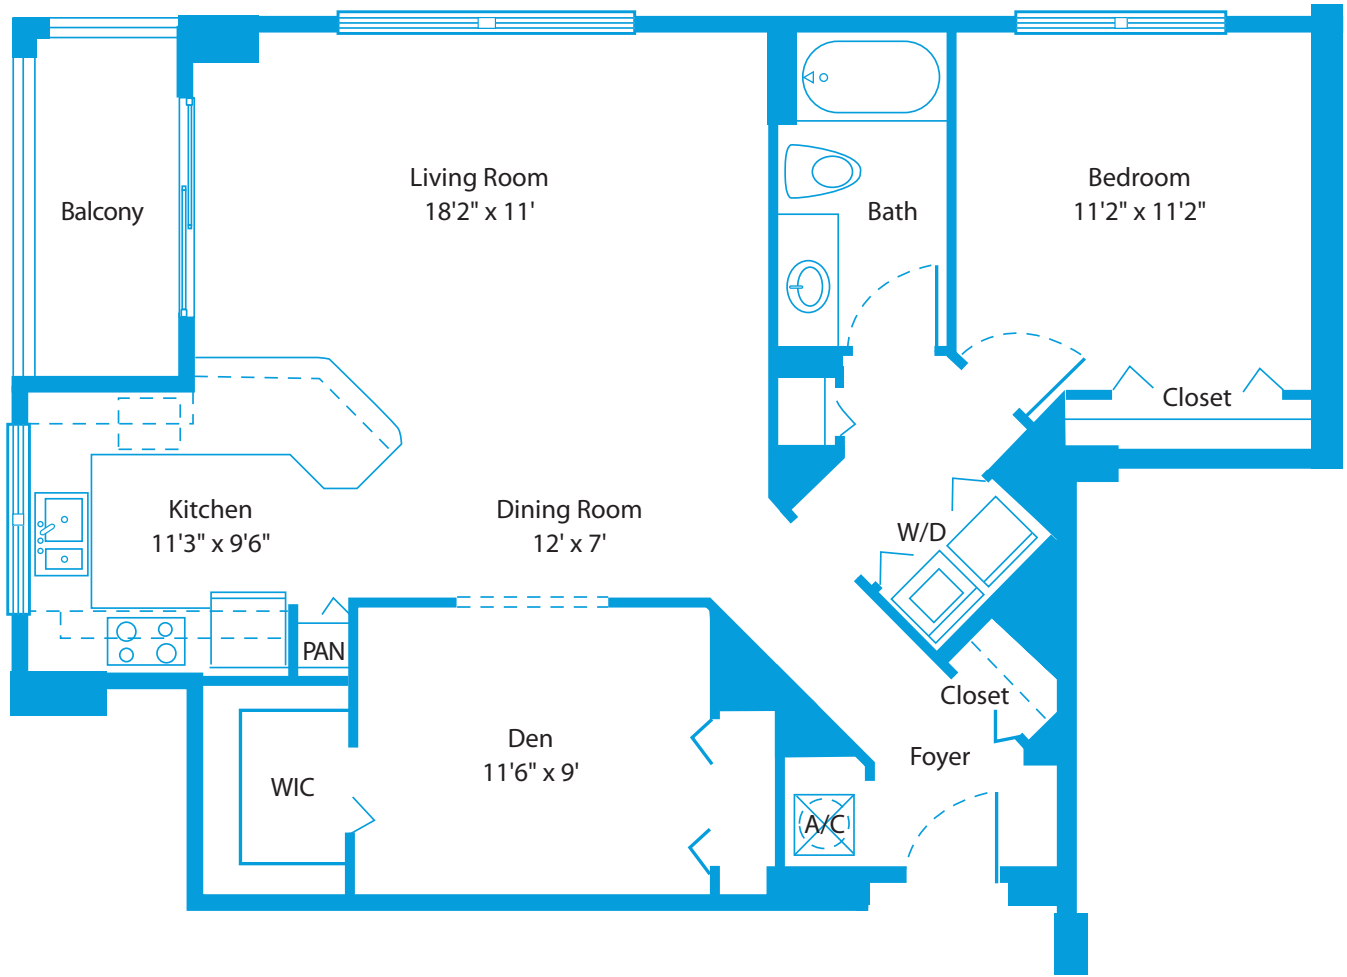 Living Room
18'2" x 11'
Bedroom
11'2" x 11'2"
Balcony
Bath
Closet
Kitchen
11'3" x 9'6"
Dining Room
12' x 7'
W/D
PAN
Closet
Den
11'6" x 9'
Foyer
WIC
A/C